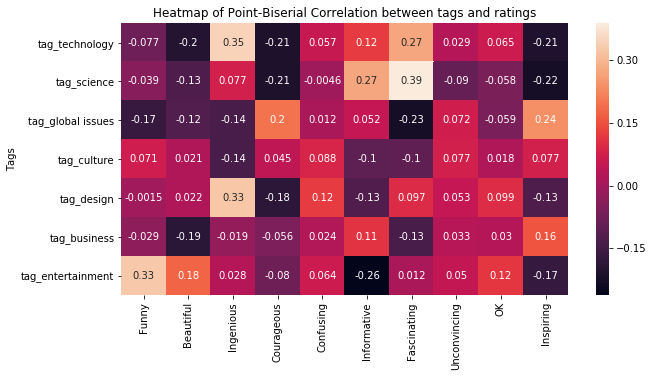 Heatmap of Point-Biserial Correlation between tags and ratings
Tags
tag_technology -0.077 -0.2 0.35 -0.21 0.057 0.12 0.27 0.029 0.065 -0.21
tag_science -0.039 -0.13 0.077 -0.21 -0.0046 0.27 0.39 -0.09 -0.058 -0.22
tag_global issues -0.17 -0.12 -0.14 0.2 0.012 0.052 -0.23 0.072 -0.059 0.24
tag_culture 0.071 0.021 -0.14 0.045 0.088 -0.1 -0.1 0.077 0.018 0.077
tag_design -0.0015 0.022 0.33 -0.18 0.12 -0.13 0.097 0.053 0.099 -0.13
tag_business -0.029 -0.19 -0.019 -0.056 0.024 0.11 -0.13 0.033 0.03 0.16
tag_entertainment 0.33 0.18 0.028 -0.08 0.064 -0.26 0.012 0.05 0.12 -0.17
Funny
Beautiful
Ingenious
Courageous
Confusing
Informative
Fascinating
Unconvincing
OK
Inspiring
0.30
0.15
0.00
-0.15